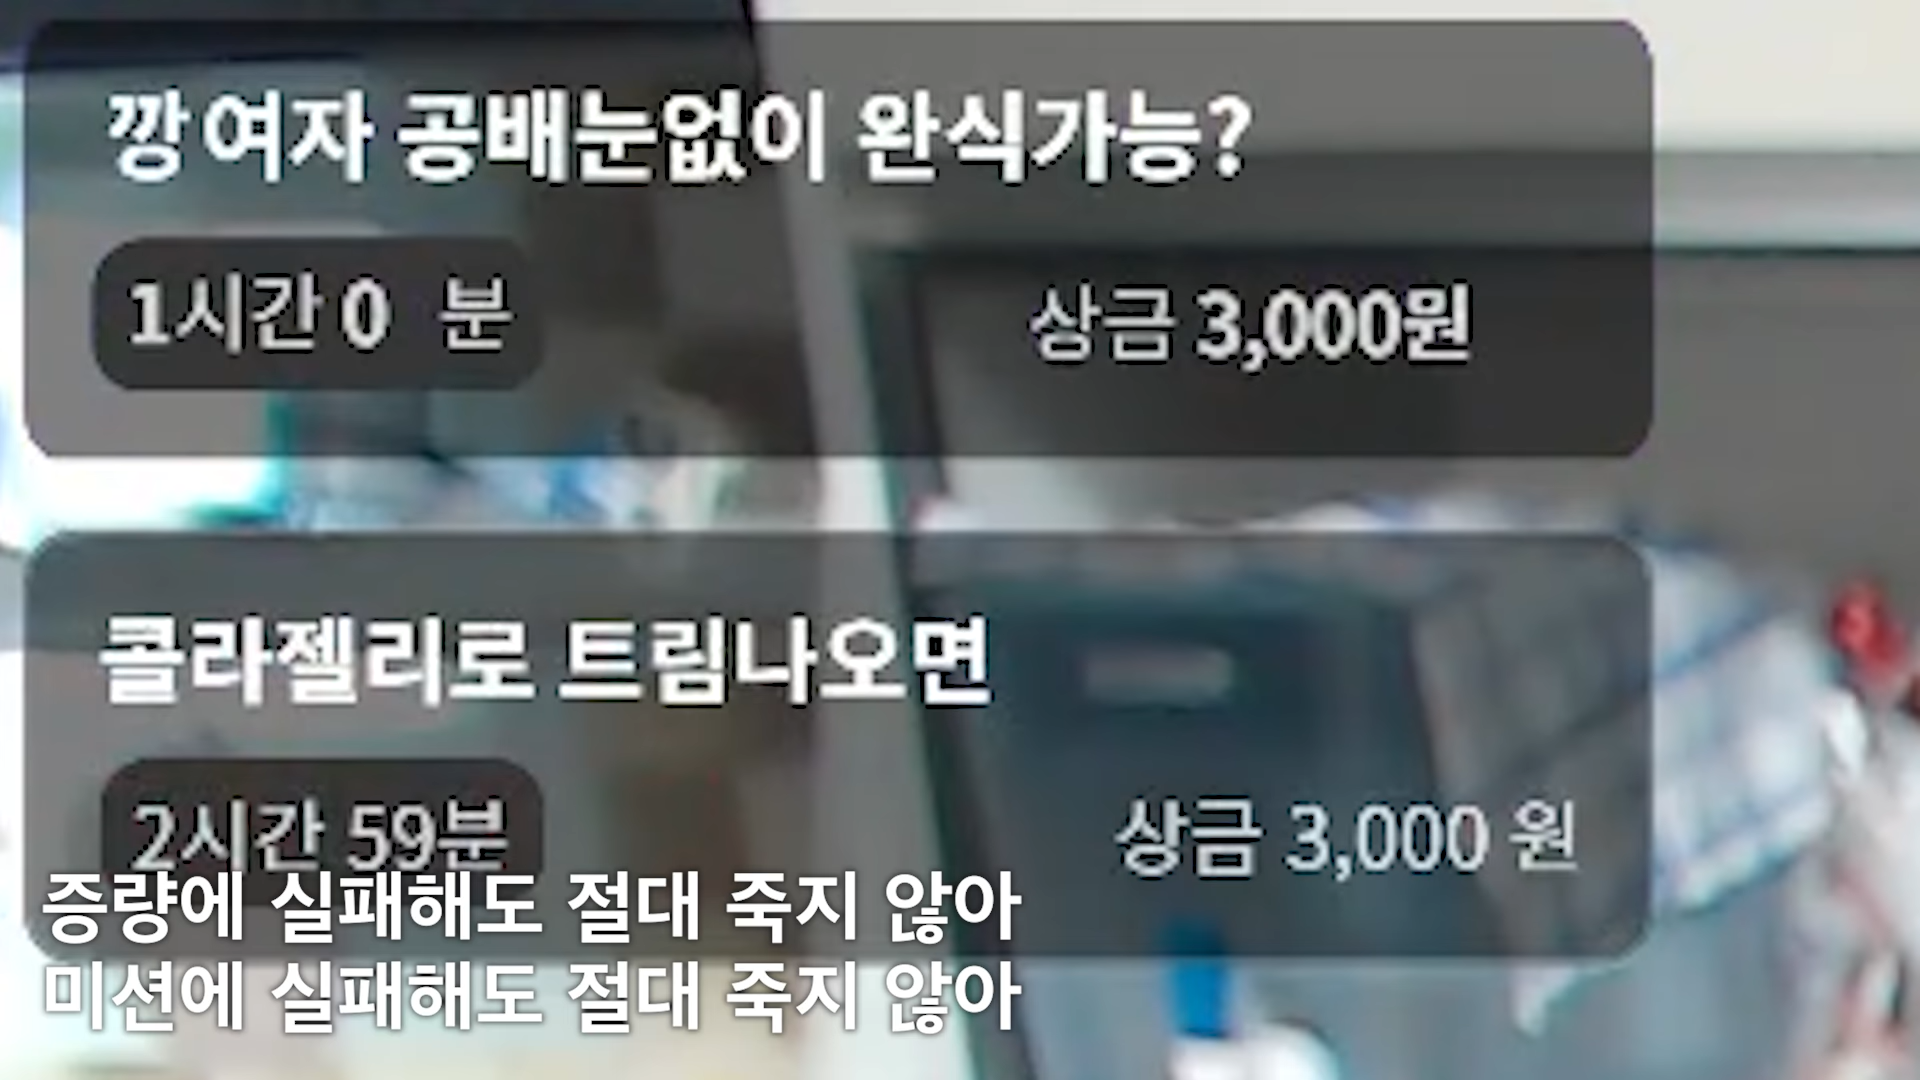 깡여자 공배눈없이 완식가능?
1시간 0 분
상금 3,000원
콜라젤리로 트림나오면
2시간 59분
상금 3,000 원
증량에 실패해도 절대 죽지 않아
미션에 실패해도 절대 죽지 않아